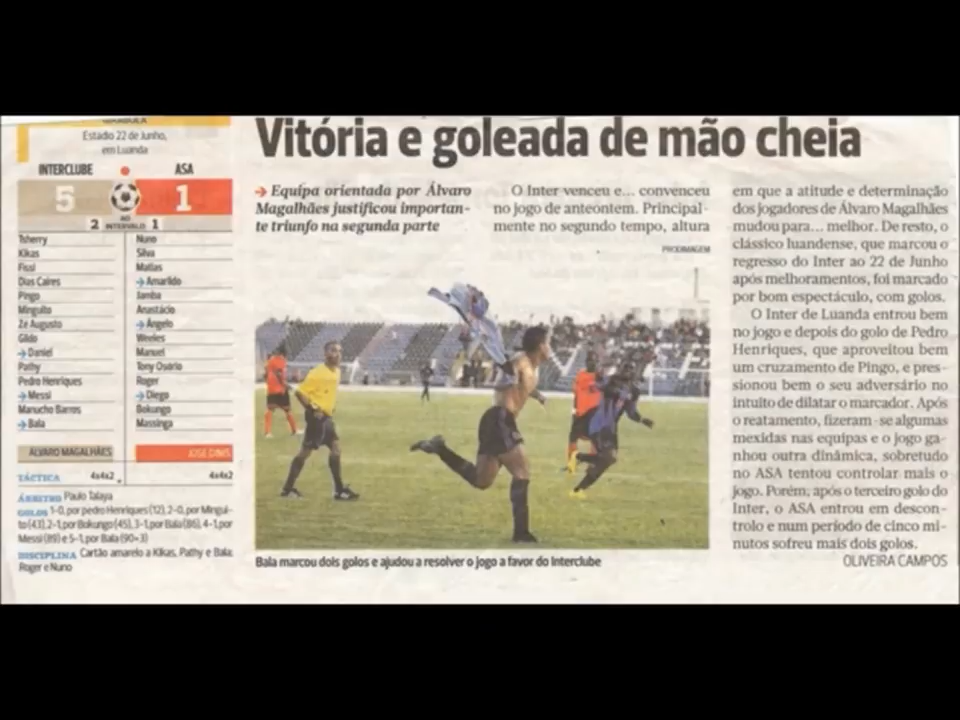 GIRABOLA
Estádio 22 de Junho,
em Luanda
INTERCLUBE
ASA
5
1
AO
2 INTERVALO 1
Tsherry
Kikas
Fissi
Dias Caires
Pingo
Minguito
Ze Augusto
Gildo
Daniel
Pathy
Pedro Henriques
Messi
Manucho Barros
Bala
Nuno
Silva
Matias
Amarildo
Jamba
Anastácio
Ângelo
Weeles
Manuel
Tony Osório
Roger
Diego
Bokungo
Massinga
ÁLVARO MAGALHÃES
JOSÉ DINIS
TÁCTICA 4x4x2 4x4x2
ÁRBITRO Paulo Talaya
GOLOS 1-0, por pedro Henriques (12), 2-0, por Mingui-
to (43), 2-1, por Bokungo (45), 3-1, por Bala (86), 4-1, por
Messi (89) e 5-1, por Bala (90+3)
DISCIPLINA Cartão amarelo a Kikas, Pathy e Bala;
Roger e Nuno
Vitória e goleada de mão cheia
Equipa orientada por Álvaro
Magalhães justificou importan-
te triunfo na segunda parte
O Inter venceu e... convenceu
no jogo de anteontem. Principal-
mente no segundo tempo, altura
PRODIMAGEM
Bala marcou dois golos e ajudou a resolver o jogo a favor do Interclube
em que a atitude e determinação
dos jogadores de Álvaro Magalhães
mudou para... melhor. De resto, o
clássico luandense, que marcou o
regresso do Inter ao 22 de Junho
após melhoramentos, foi marcado
por bom espectáculo, com golos.
O Inter de Luanda entrou bem
no jogo e depois do golo de Pedro
Henriques, que aproveitou bem
um cruzamento de Pingo, e pres-
sionou bem o seu adversário no
intuito de dilatar o marcador. Após
o reatamento, fizeram-se algumas
mexidas nas equipas e o jogo ga-
nhou outra dinâmica, sobretudo
no ASA tentou controlar mais o
jogo. Porém, após o terceiro golo do
Inter, o ASA entrou em descon-
trolo e num período de cinco mi-
nutos sofreu mais dois golos.
OLIVEIRA CAMPOS